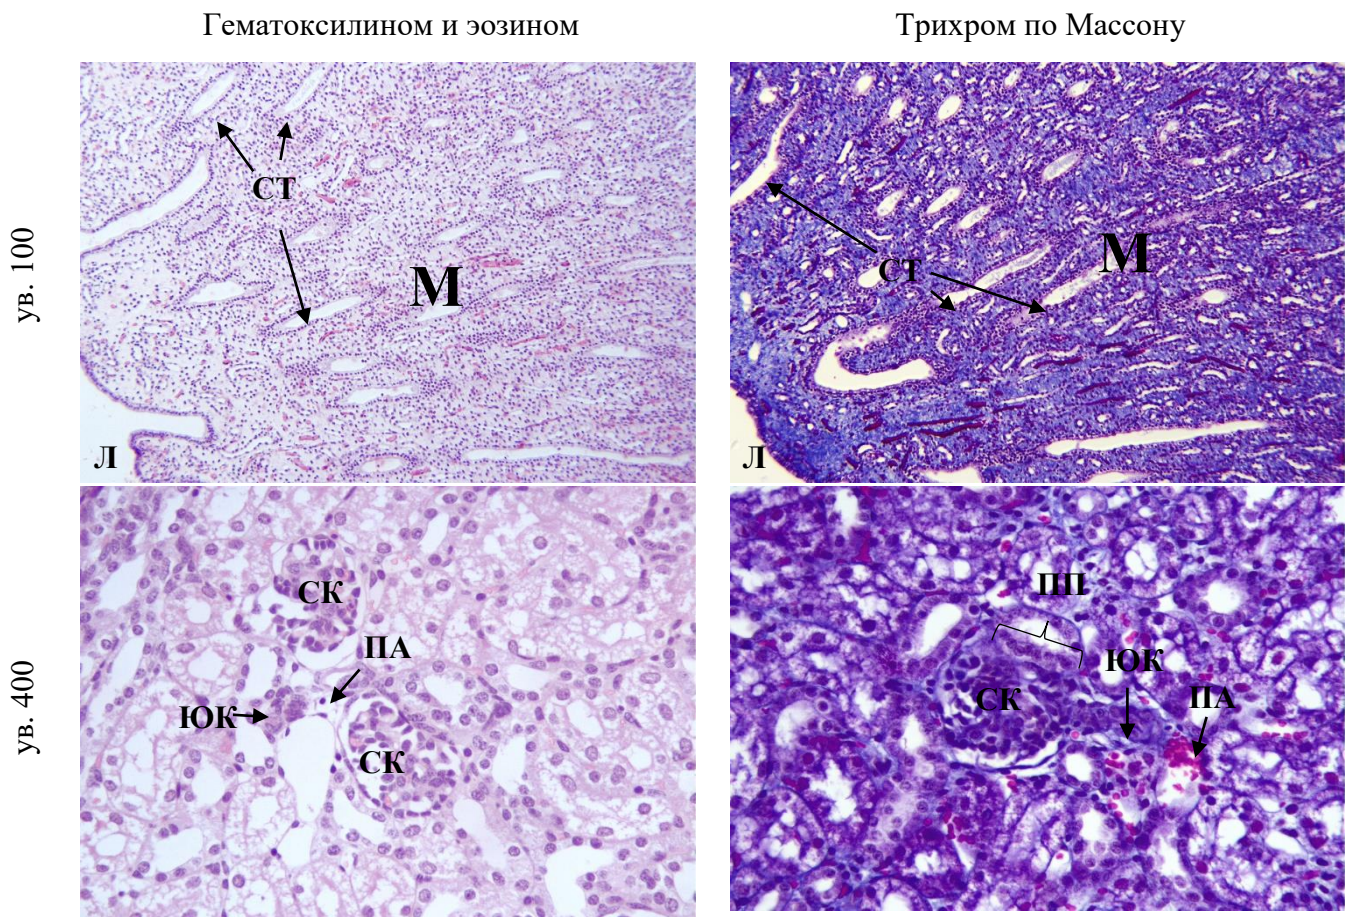 Гематоксилином и эозином
Трихром по Массону
ув. 100
СТ
М
Л
СТ
М
Л
ув. 400
СК
ПА
ЮК
СК
ПП
ЮК
СК
ПА